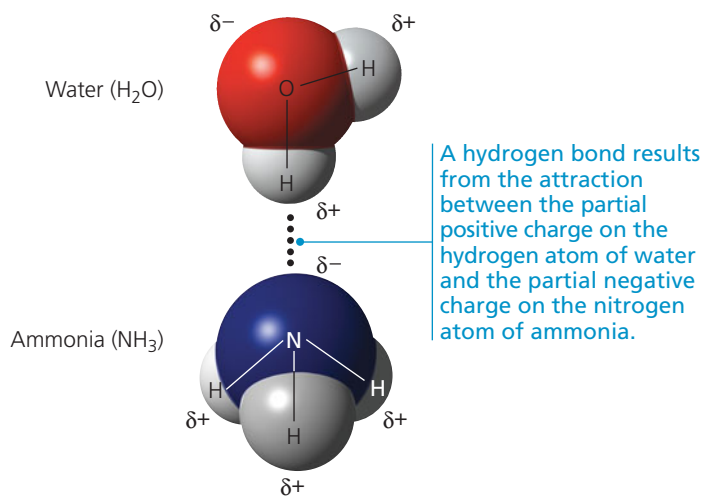 δ− δ+
Water (H₂O)
O
H
H
δ+
A hydrogen bond results
from the attraction
between the partial
positive charge on the
hydrogen atom of water
and the partial negative
charge on the nitrogen
atom of ammonia.
δ−
Ammonia (NH₃)
N
H H
H
δ+ δ+
δ+